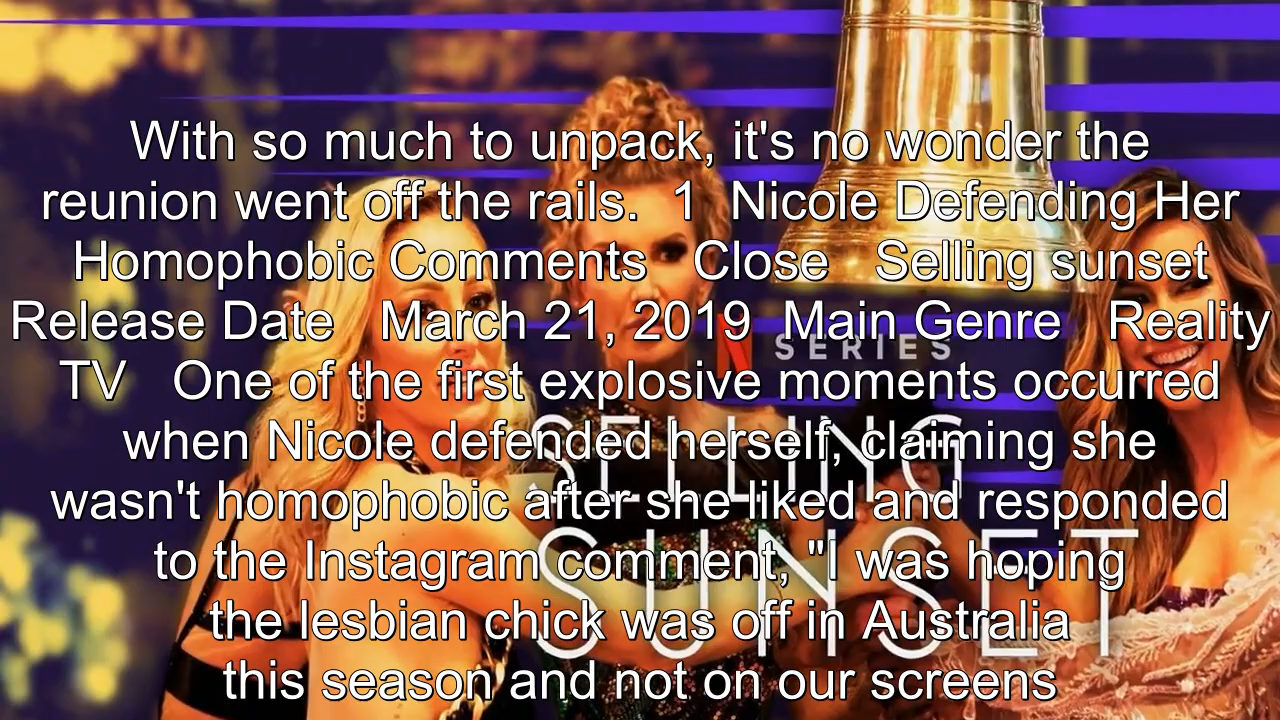 With so much to unpack, it's no wonder the
reunion went off the rails. 1 Nicole Defending Her
Homophobic Comments Close Selling sunset
Release Date March 21, 2019 Main Genre Reality
TV One of the first explosive moments occurred
when Nicole defended herself, claiming she
wasn't homophobic after she liked and responded
to the Instagram comment, "I was hoping
the lesbian chick was off in Australia
this season and not on our screens
N SERIES
SELLING
SUNSET